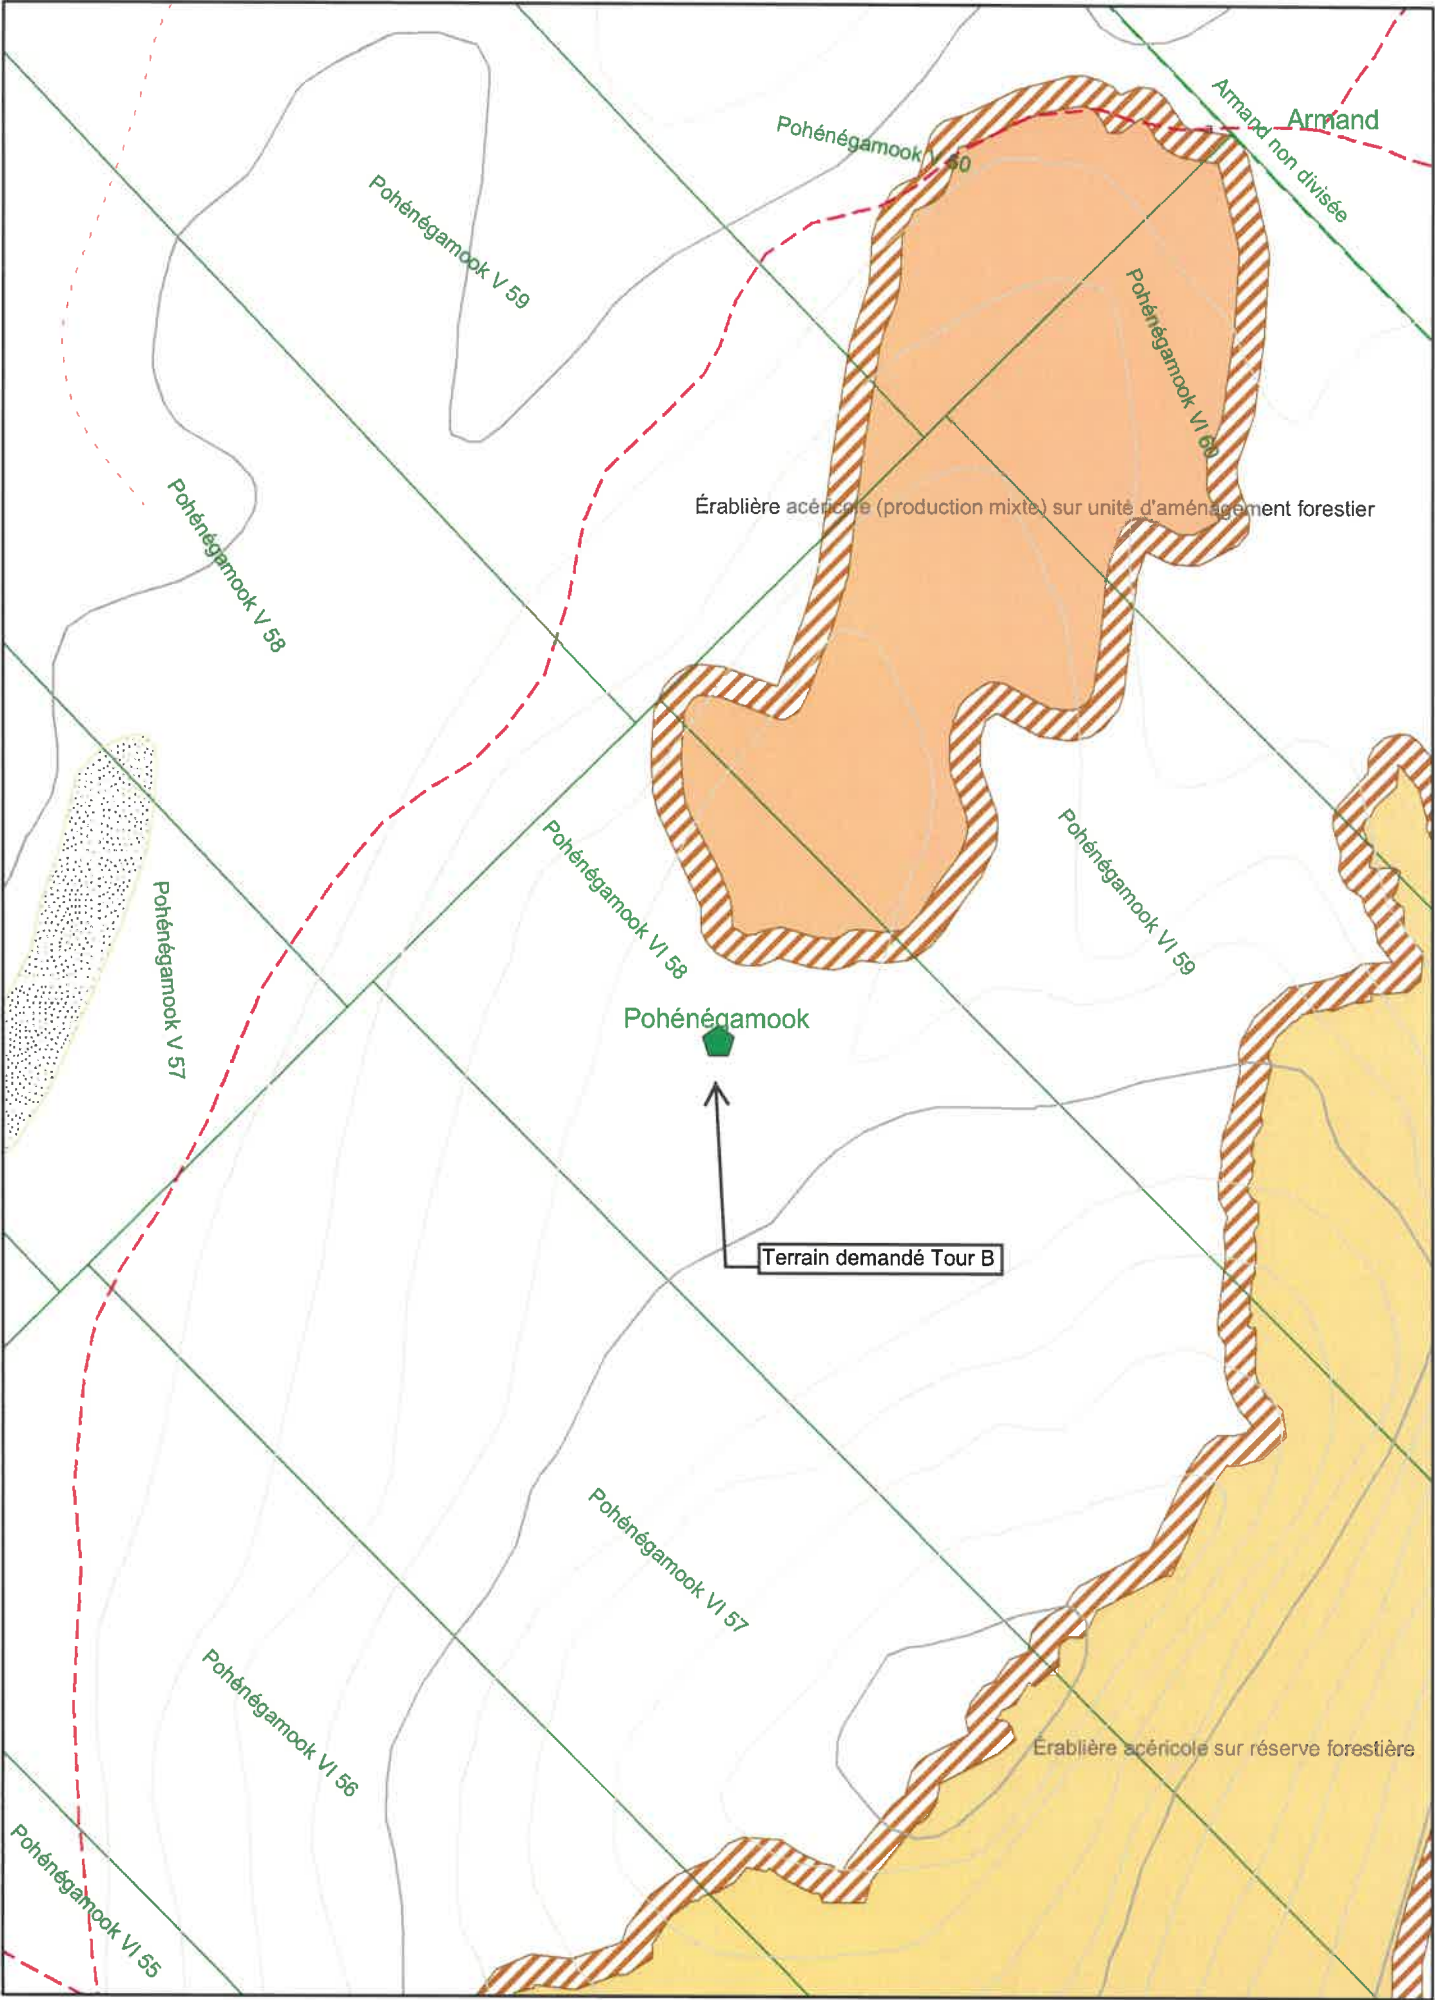 Armand non divisée
Armand
Pohénégamook V 60
Pohénégamook V 59
Pohénégamook VI 60
Érablière acéricole (production mixte) sur unité d'aménagement forestier
Pohénégamook V 58
Pohénégamook VI 58
Pohénégamook VI 59
Pohénégamook V 57
Pohénégamook
Terrain demandé Tour B
Pohénégamook VI 57
Pohénégamook VI 56
Érablière acéricole sur réserve forestière
Pohénégamook VI 55